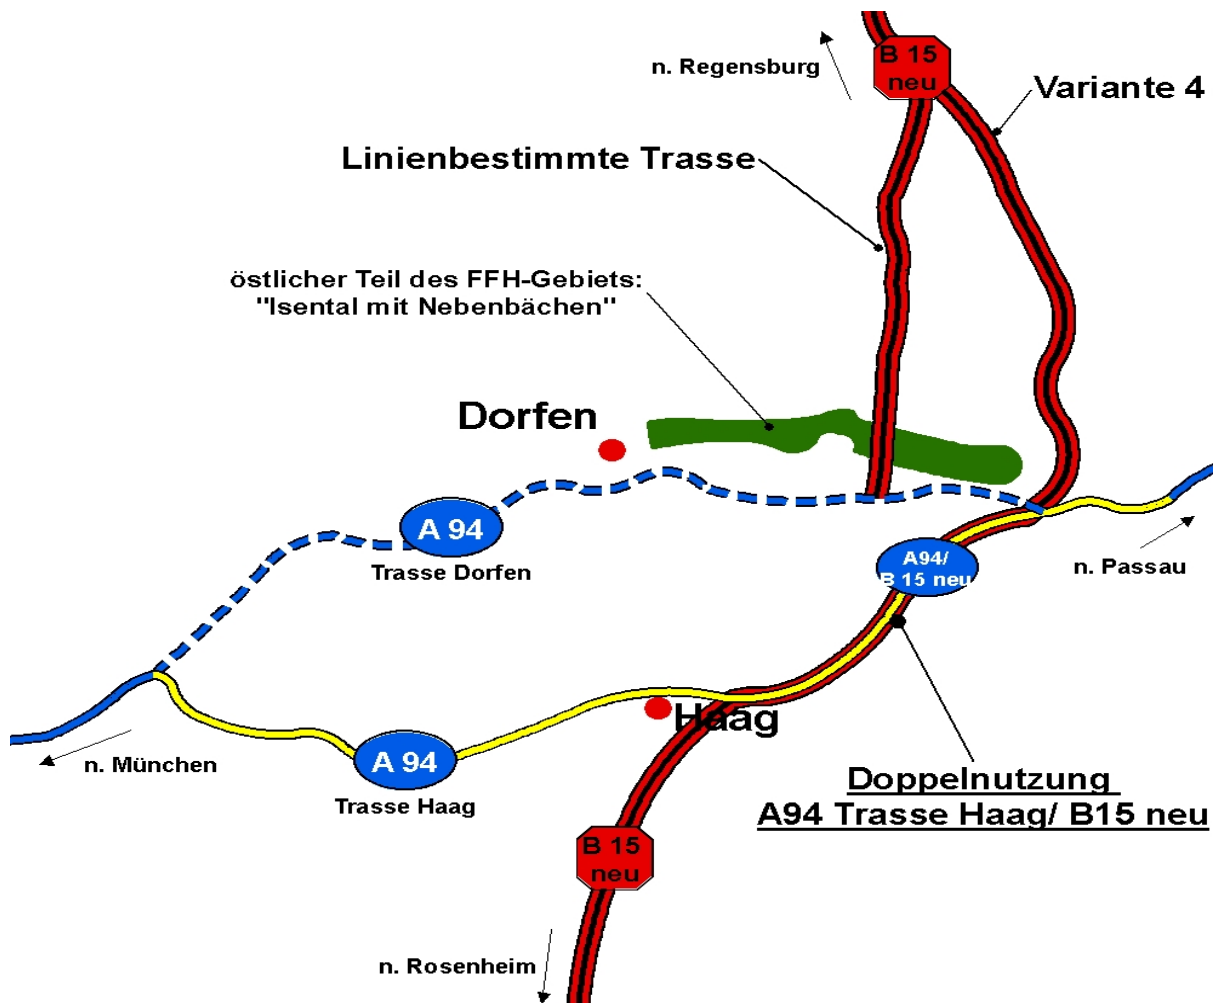 B 15
neu
n. Regensburg
Variante 4
Linienbestimmte Trasse
östlicher Teil des FFH-Gebiets:
"Isental mit Nebenbächen"
Dorfen
A 94
Trasse Dorfen
A94/
B 15 neu
n. Passau
Haag
n. München
A 94
Trasse Haag
Doppelnutzung
A94 Trasse Haag/ B15 neu
B 15
neu
n. Rosenheim